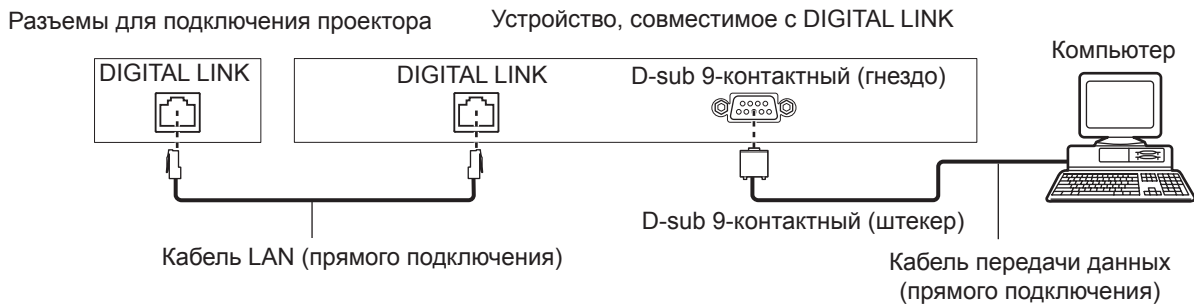 Разъемы для подключения проектора
Устройство, совместимое с DIGITAL LINK
Компьютер
DIGITAL LINK
DIGITAL LINK
D-sub 9-контактный (гнездо)
D-sub 9-контактный (штекер)
Кабель LAN (прямого подключения)
Кабель передачи данных
(прямого подключения)